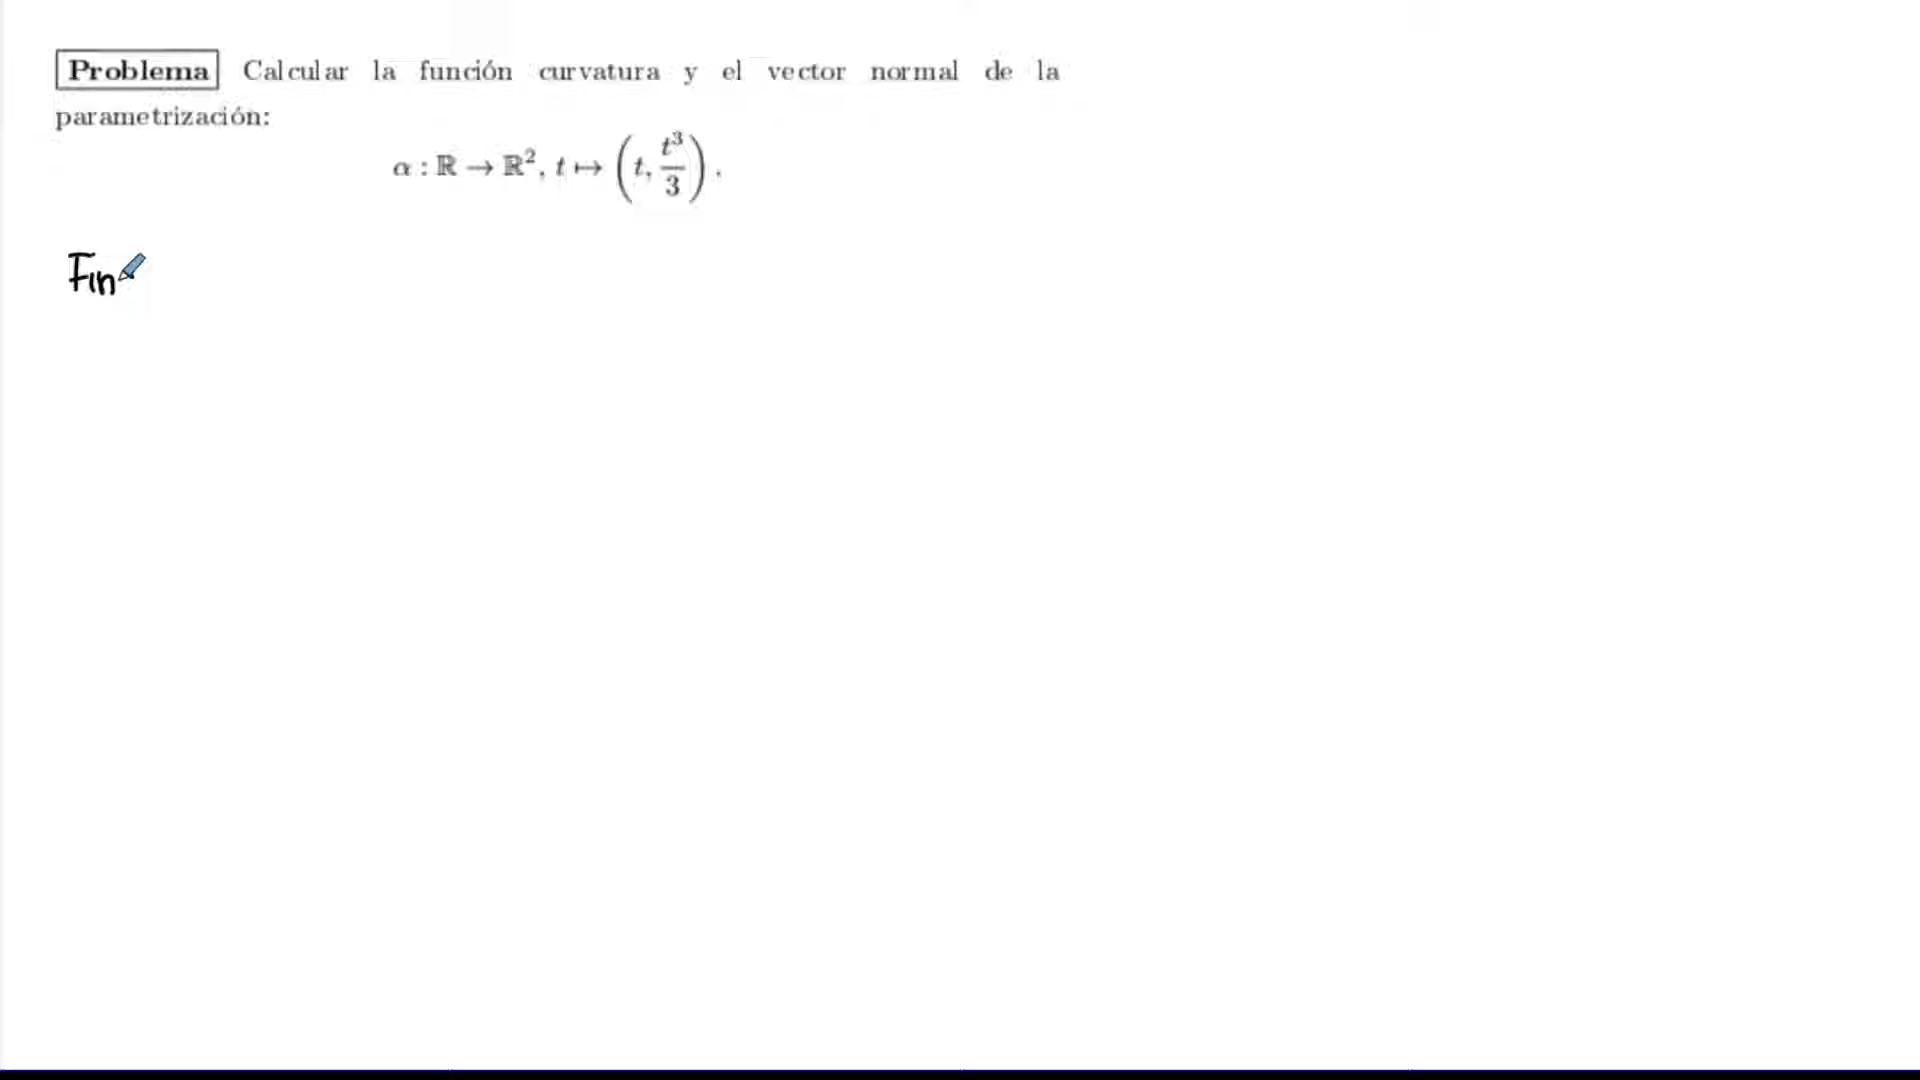 Problema Calcular la función curvatura y el vector normal de la
parametrización:
α : ℝ → ℝ², t ↦ (t, t³/3).
Fin